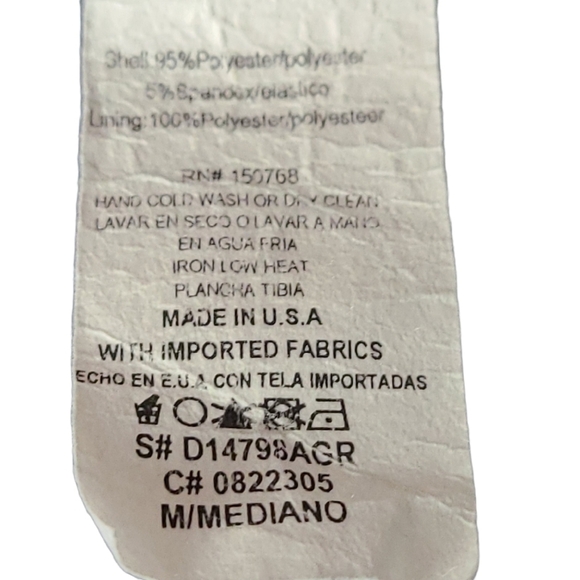 Shell:95%Polyester/polyester
5%Spandex/elastico
Lining:100%Polyester/polyesteer
RN# 150768
HAND COLD WASH OR DRY CLEAN
LAVAR EN SECO O LAVAR A MANO
EN AGUA FRIA
IRON LOW HEAT
PLANCHA TIBIA
MADE IN U.S.A
WITH IMPORTED FABRICS
ECHO EN E.U.A CON TELA IMPORTADAS
S# D14798AGR
C# 0822305
M/MEDIANO